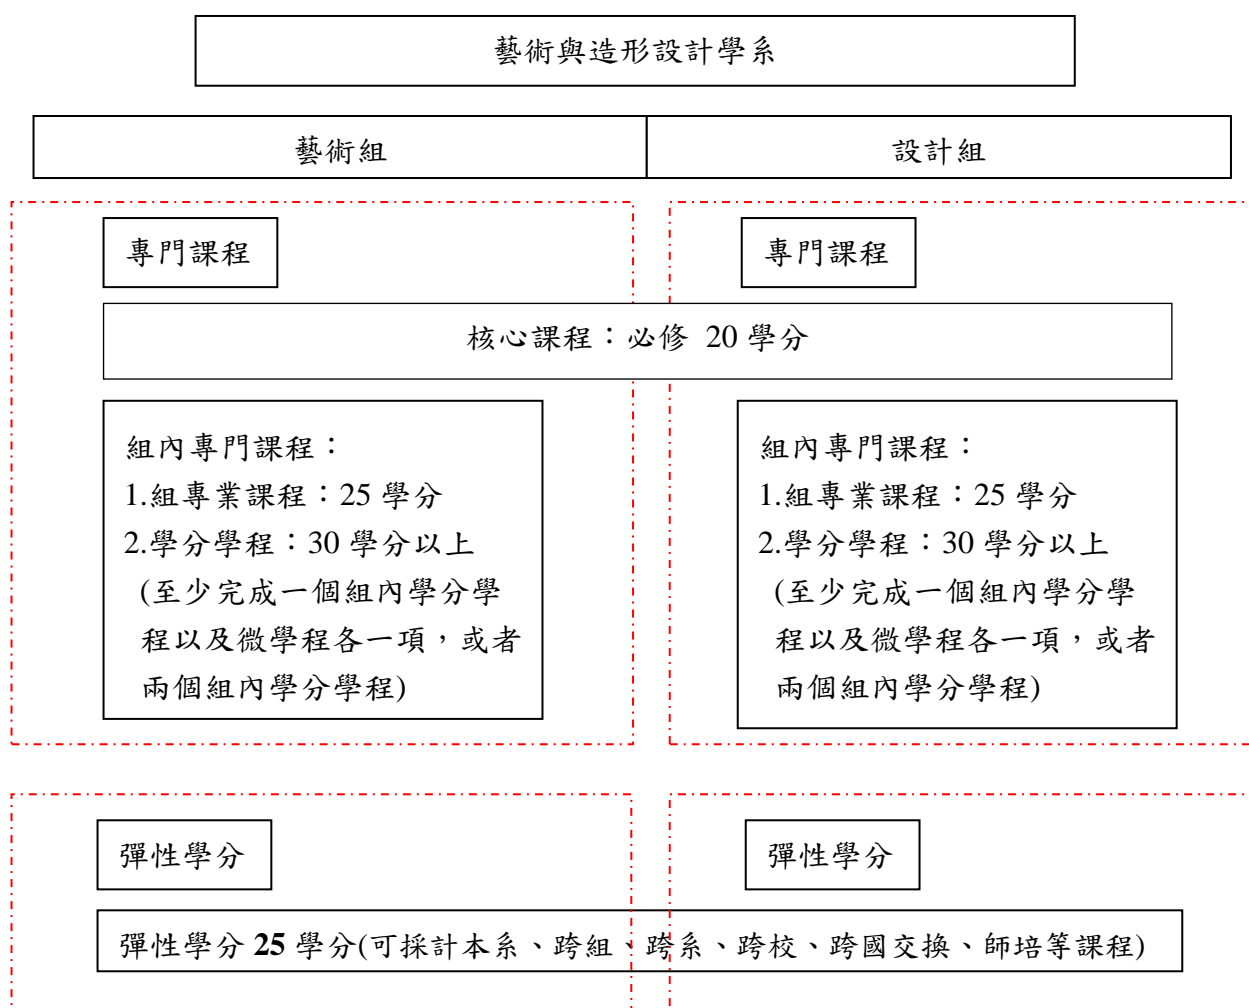 藝術與造形設計學系
藝術組
設計組
專門課程
專門課程
核心課程：必修 20 學分
組內專門課程：
1.組專業課程：25 學分
2.學分學程：30 學分以上
(至少完成一個組內學分學
程以及微學程各一項，或者
兩個組內學分學程)
組內專門課程：
1.組專業課程：25 學分
2.學分學程：30 學分以上
(至少完成一個組內學分學
程以及微學程各一項，或者
兩個組內學分學程)
彈性學分
彈性學分
彈性學分 25 學分(可採計本系、跨組、跨系、跨校、跨國交換、師培等課程)